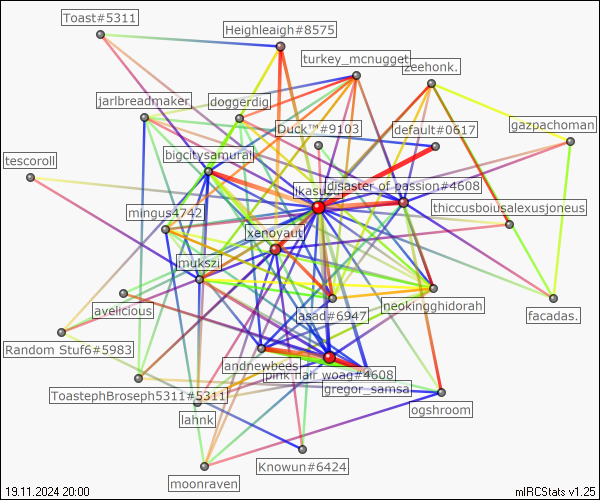 Toast#5311
Heighleaigh#8575
turkey_mcnugget
zeehonk.
jarlbreadmaker
doggerdig
Duck™#9103
default#0617
gazpachoman
tescoroll
bigcitysamurai
disaster of passion#4608
thiccusboiusalexusjoneus
mingus4742
xenoyaut
mukszi
avelicious
asad#6947
neokingghidorah
facadas.
Random Stuf6#5983
andnewbees
pink hair woag#4608
gregor_samsa
ToastephBroseph5311#5311
ogshroom
lahnk
Knowun#6424
moonraven
19.11.2024 20:00
mIRCStats v1.25